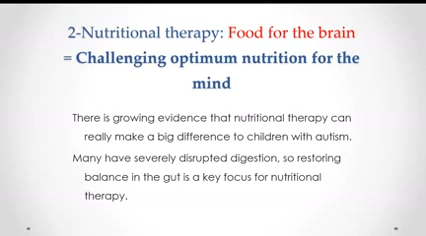 2-Nutritional therapy: Food for the brain
= Challenging optimum nutrition for the
mind
There is growing evidence that nutritional therapy can
really make a big difference to children with autism.
Many have severely disrupted digestion, so restoring
balance in the gut is a key focus for nutritional
therapy.